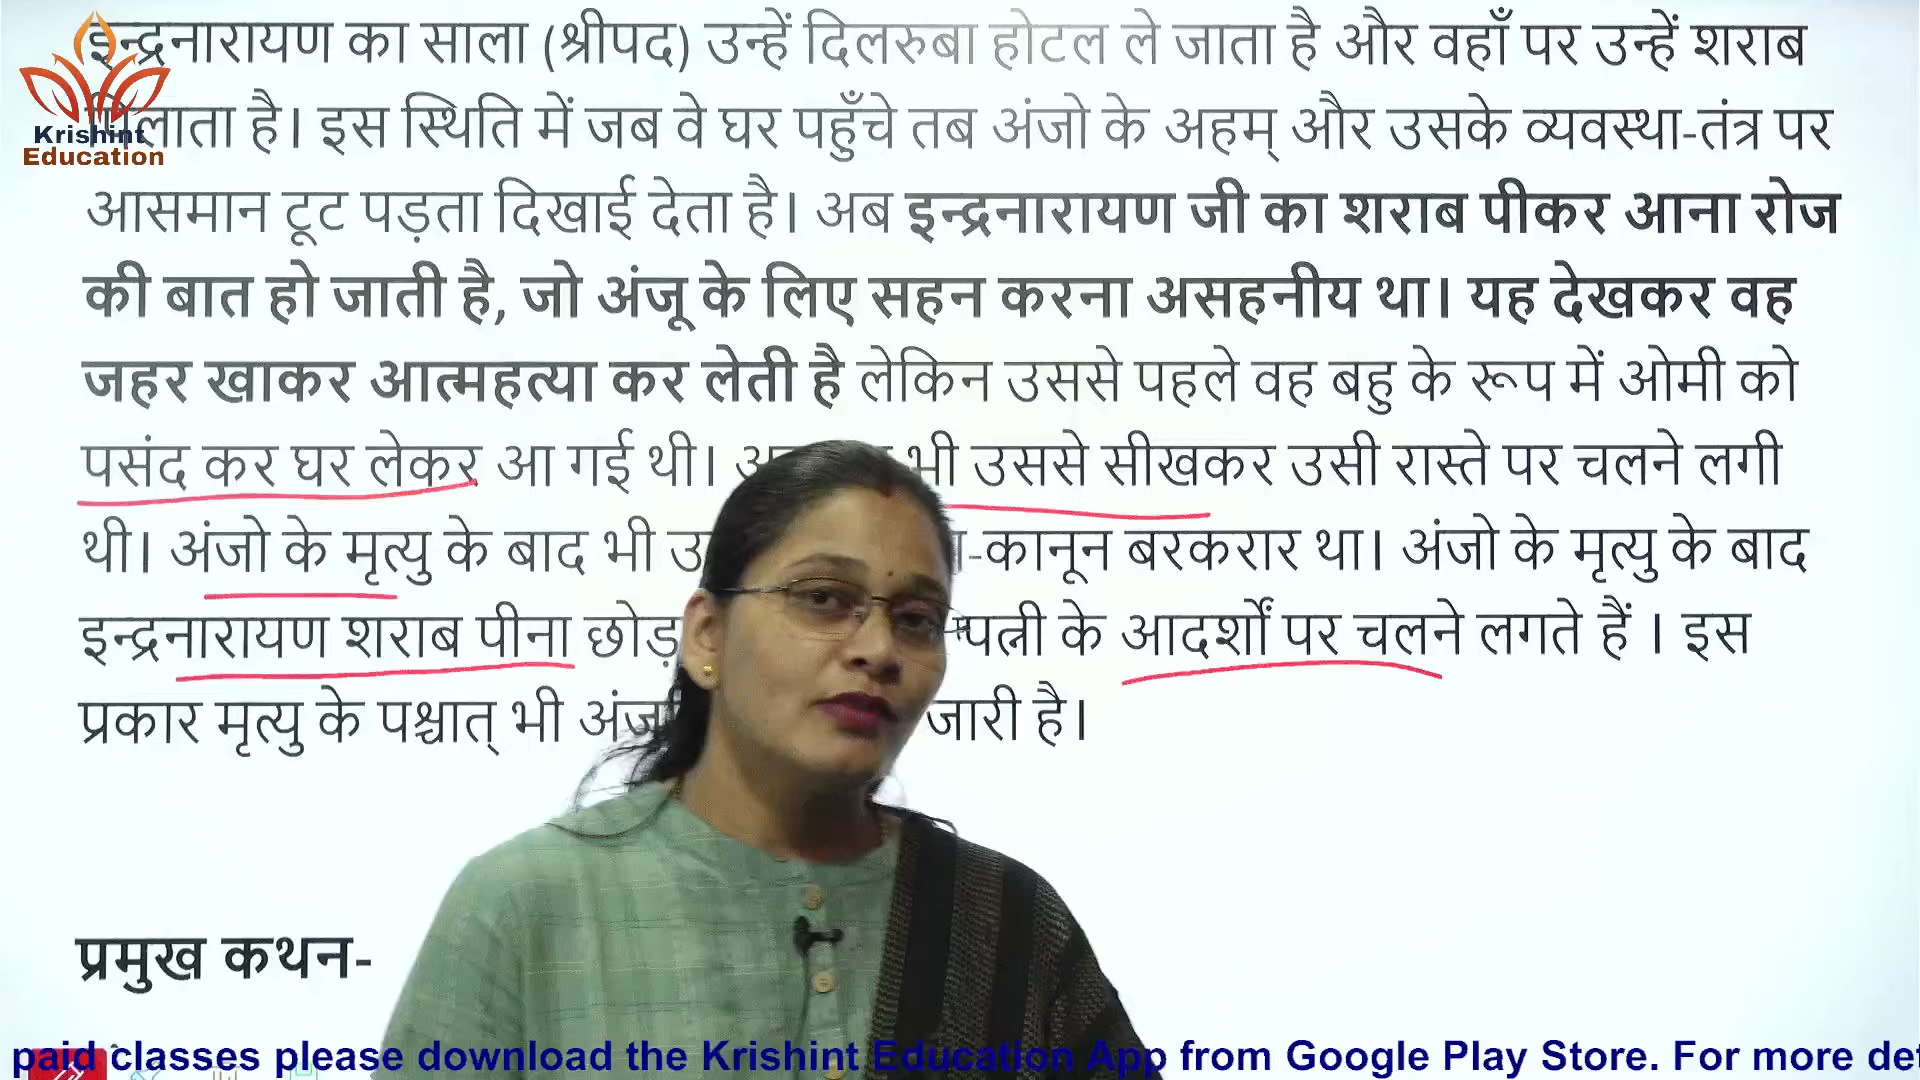 इन्द्रनारायण का साला (श्रीपद) उन्हें दिलरुबा होटल ले जाता है और वहाँ पर उन्हें शराब
है। इस स्थिति में जब वे घर पहुँचे तब अंजो के अहम् और उसके व्यवस्था-तंत्र पर
Krishint
Education
आसमान टूट पड़ता दिखाई देता है। अब इन्द्रनारायण जी का शराब पीकर आना रोज
की बात हो जाती है, जो अंजू के लिए सहन करना असहनीय था। यह देखकर वह
जहर खाकर आत्महत्या कर लेती है लेकिन उससे पहले वह बहु के रूप में ओमी को
पसंद कर घर लेकर आ गई थी। भी उससे सीखकर उसी रास्ते पर चलने लगी
थी। अंजो के मृत्यु के बाद भी -कानून बरकरार था। अंजो के मृत्यु के बाद
इन्द्रनारायण शराब पीना छोड़ पत्नी के आदर्शों पर चलने लगते हैं । इस
प्रकार मृत्यु के पश्चात् भी जारी है।
प्रमुख कथन-
paid classes please download the Krishint Education App from Google Play Store. For more